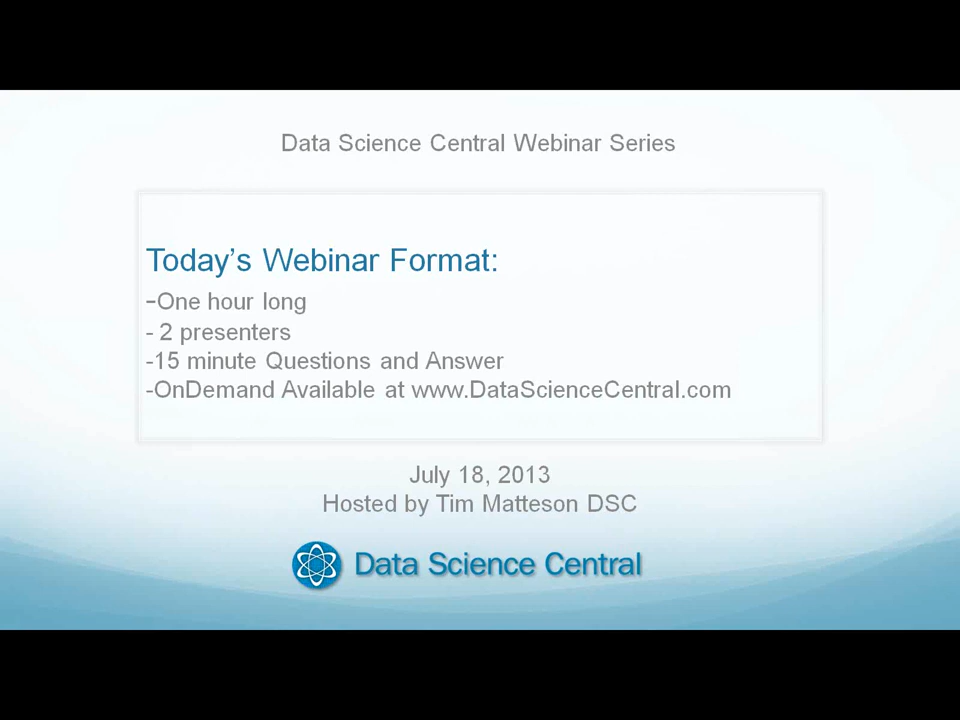 Data Science Central Webinar Series
Today's Webinar Format:
-One hour long
- 2 presenters
-15 minute Questions and Answer
-OnDemand Available at www.DataScienceCentral.com
July 18, 2013
Hosted by Tim Matteson DSC
Data Science Central